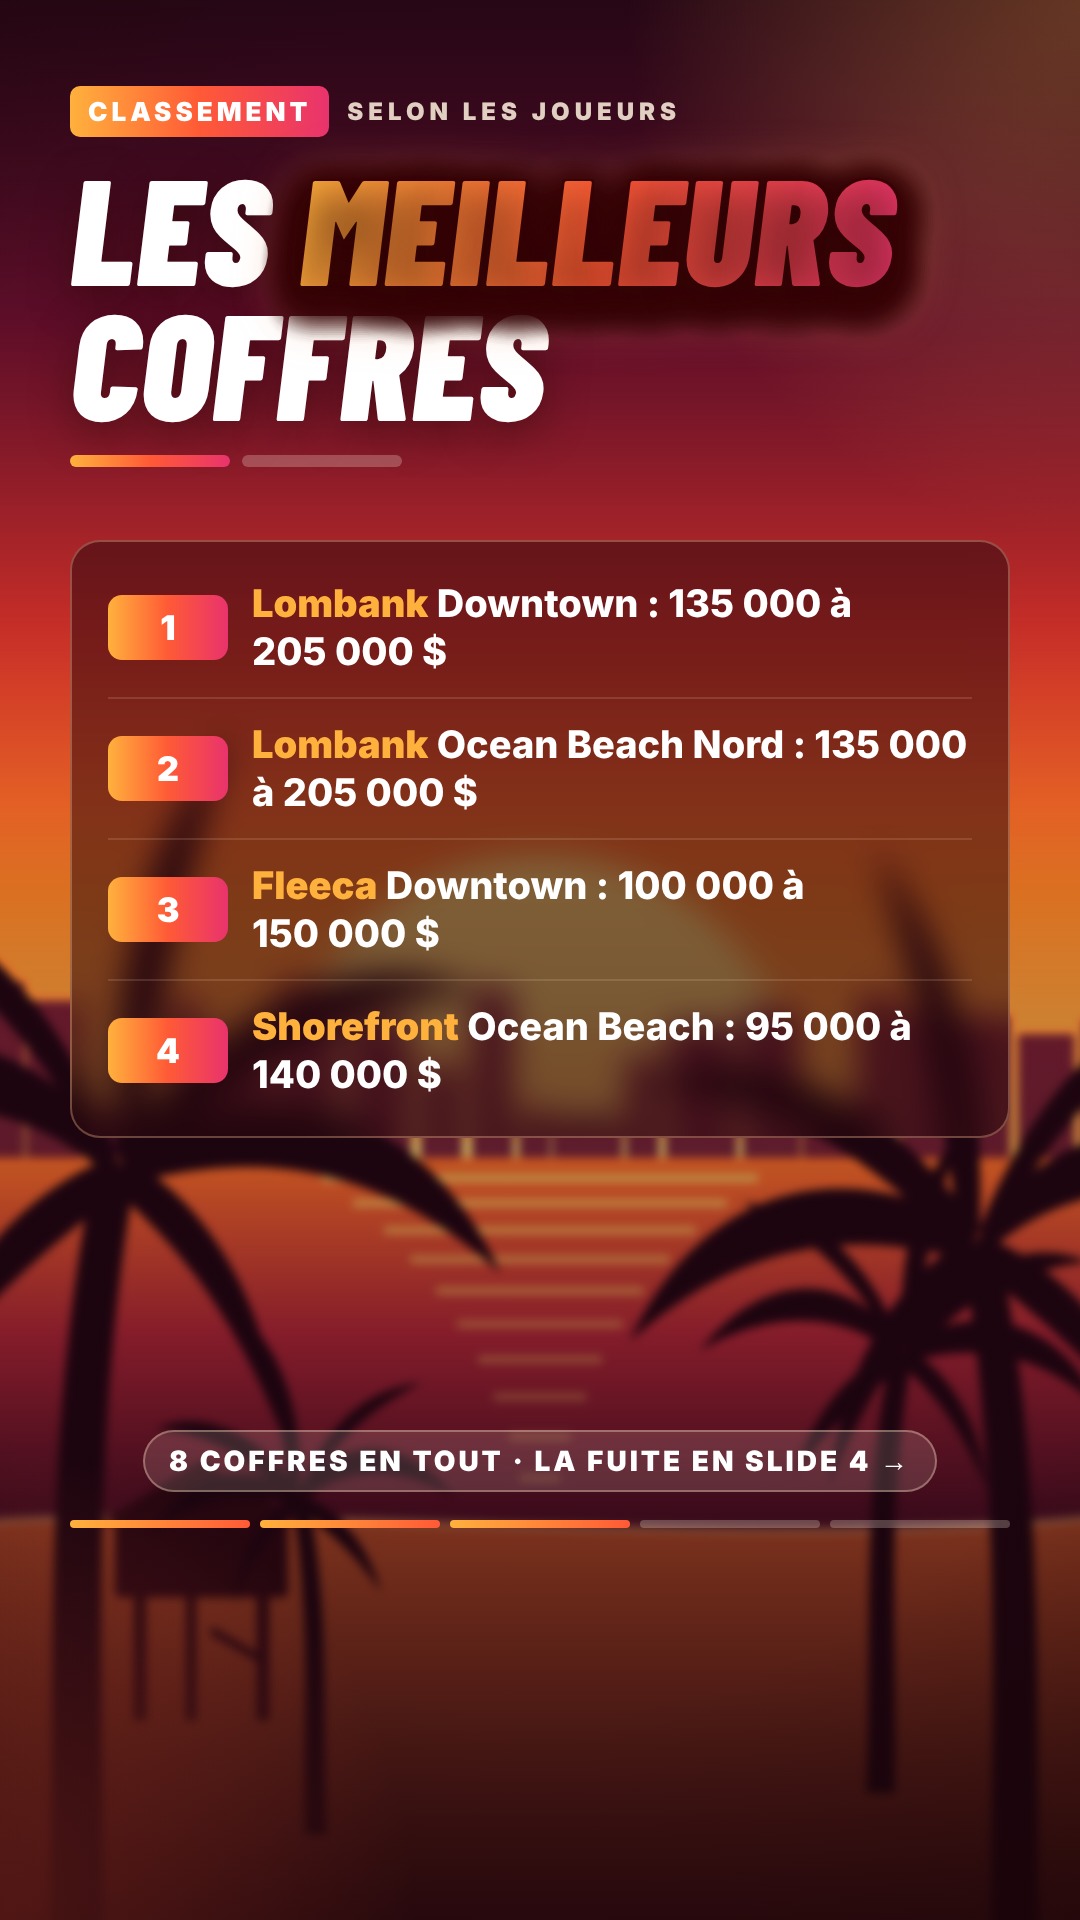 CLASSEMENT SELON LES JOUEURS
LES MEILLEURS
COFFRES
1 Lombank Downtown : 135 000 à
205 000 $
2 Lombank Ocean Beach Nord : 135 000
à 205 000 $
3 Fleeca Downtown : 100 000 à
150 000 $
4 Shorefront Ocean Beach : 95 000 à
140 000 $
8 COFFRES EN TOUT · LA FUITE EN SLIDE 4 →